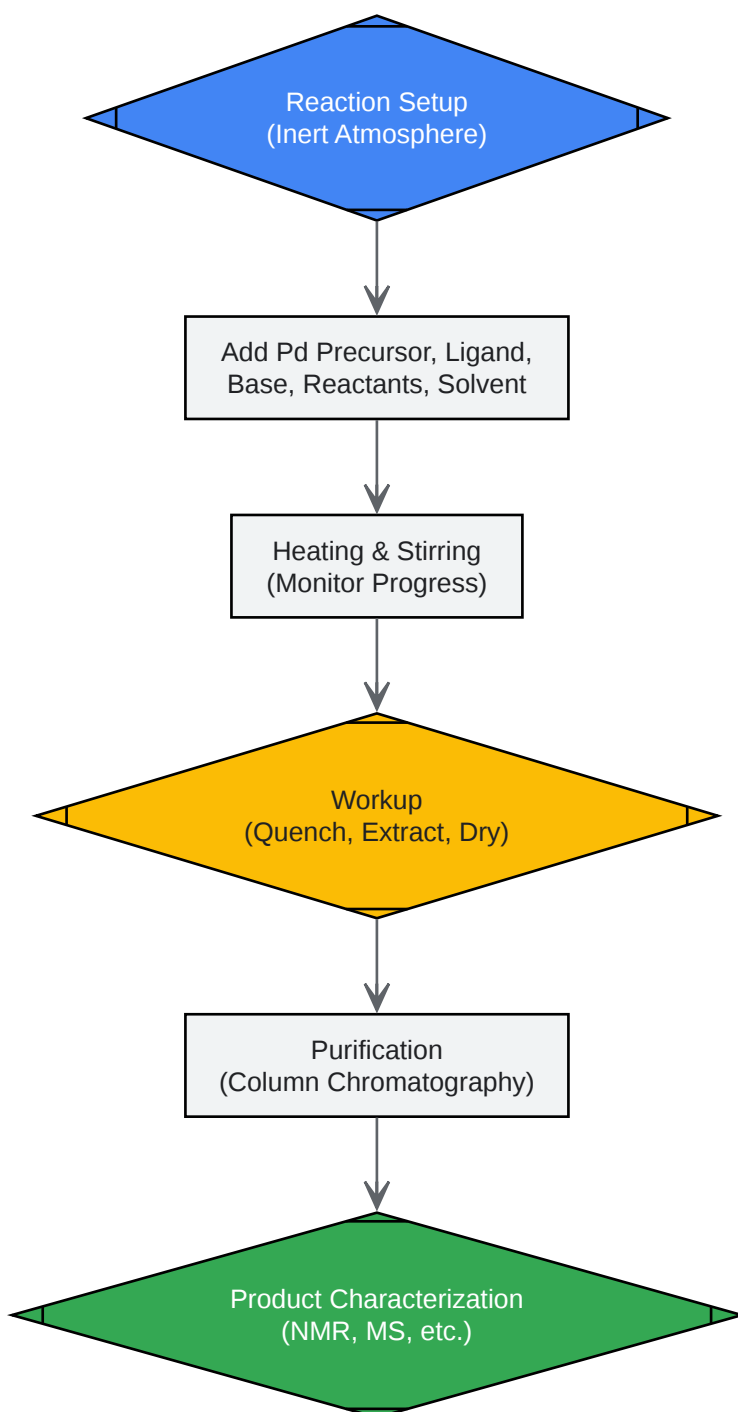 Reaction Setup
(Inert Atmosphere)
Add Pd Precursor, Ligand,
Base, Reactants, Solvent
Heating & Stirring
(Monitor Progress)
Workup
(Quench, Extract, Dry)
Purification
(Column Chromatography)
Product Characterization
(NMR, MS, etc.)